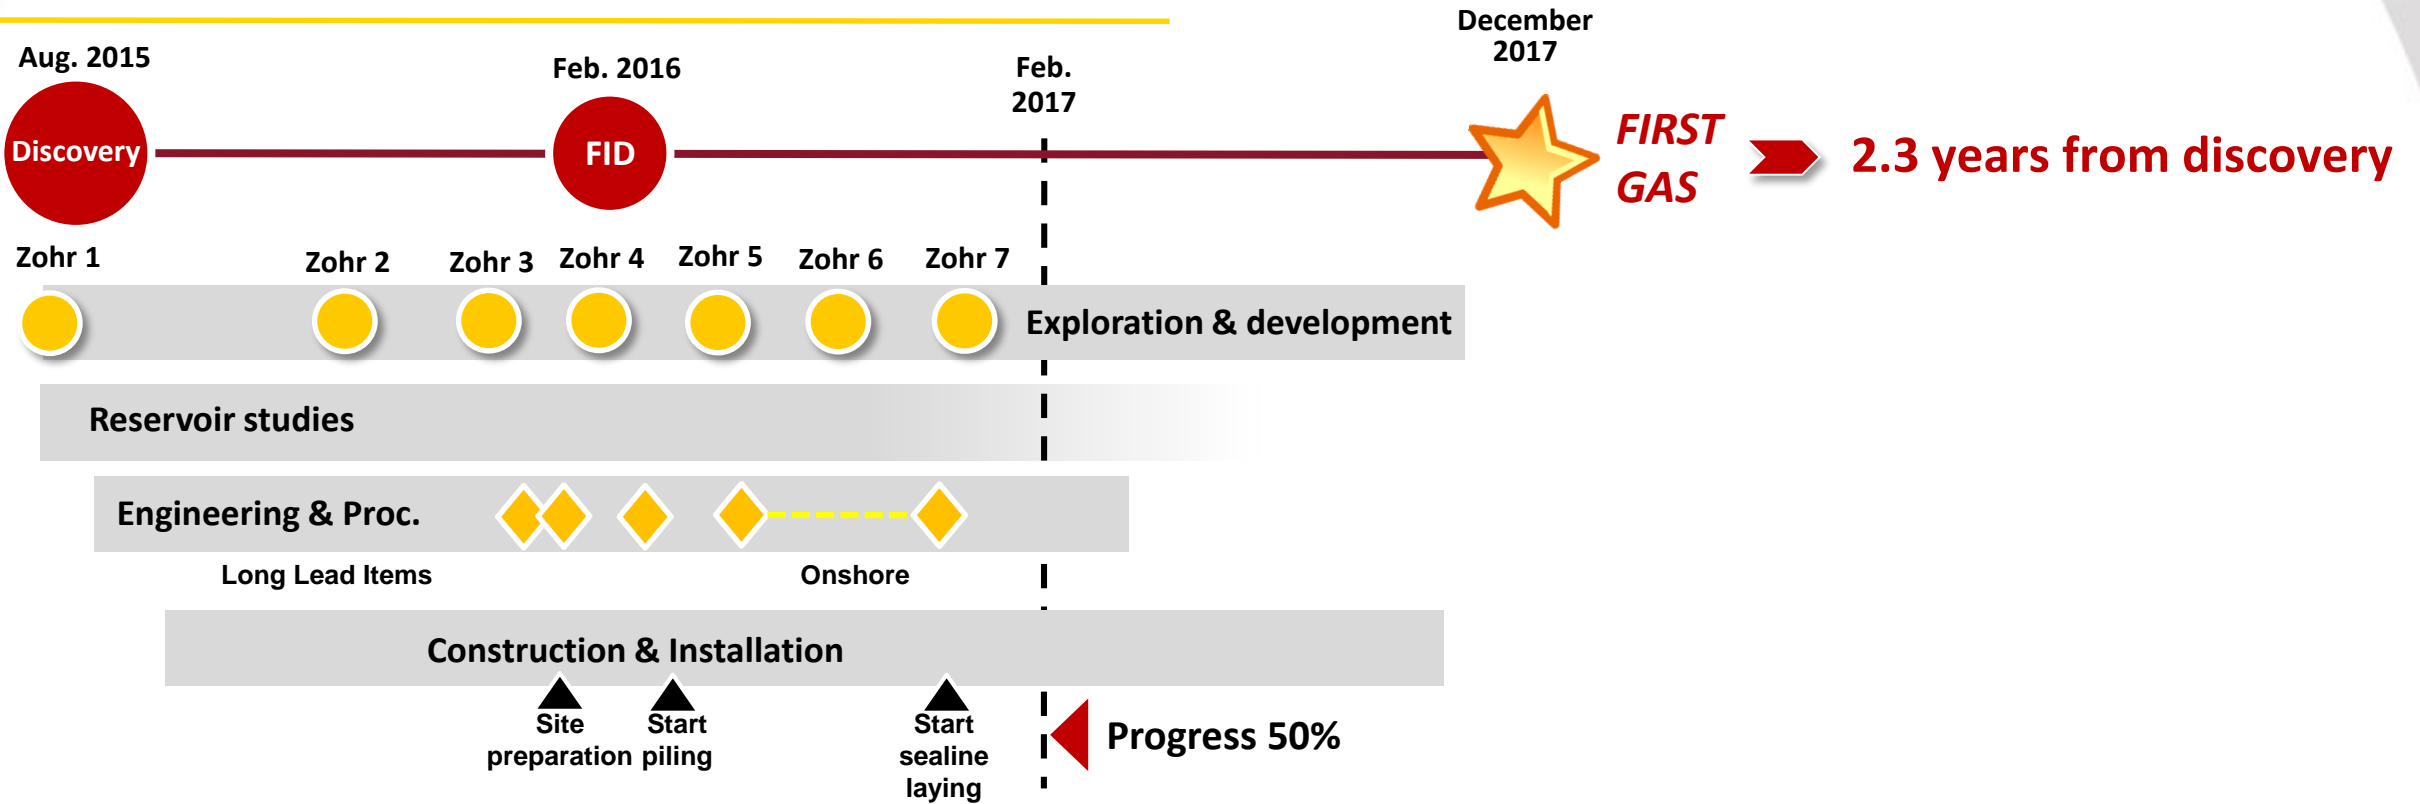 Aug. 2015
Feb. 2016
Feb.
2017
December
2017
Discovery
FID
FIRST
GAS
2.3 years from discovery
Zohr 1
Zohr 2
Zohr 3
Zohr 4
Zohr 5
Zohr 6
Zohr 7
Exploration & development
Reservoir studies
Engineering & Proc.
Long Lead Items
Onshore
Construction & Installation
Site
preparation
Start
piling
Start
sealine
laying
Progress 50%